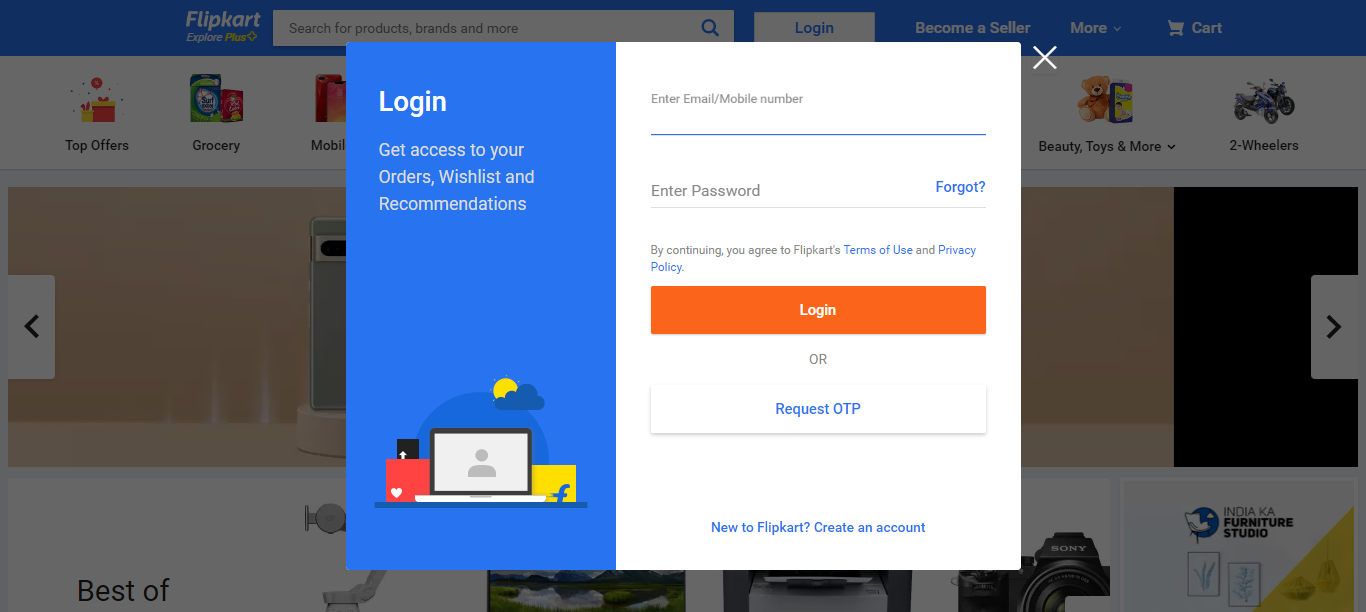 Flipkart
Explore Plus
Search for products, brands and more
Login
Become a Seller
More
Cart
Top Offers
Grocery
Beauty, Toys & More
2-Wheelers
Login
Get access to your
Orders, Wishlist and
Recommendations
Enter Email/Mobile number
Enter Password
Forgot?
By continuing, you agree to Flipkart's Terms of Use and Privacy
Policy.
Login
OR
Request OTP
New to Flipkart? Create an account
Best of
SONY
INDIA KA
FURNITURE
STUDIO